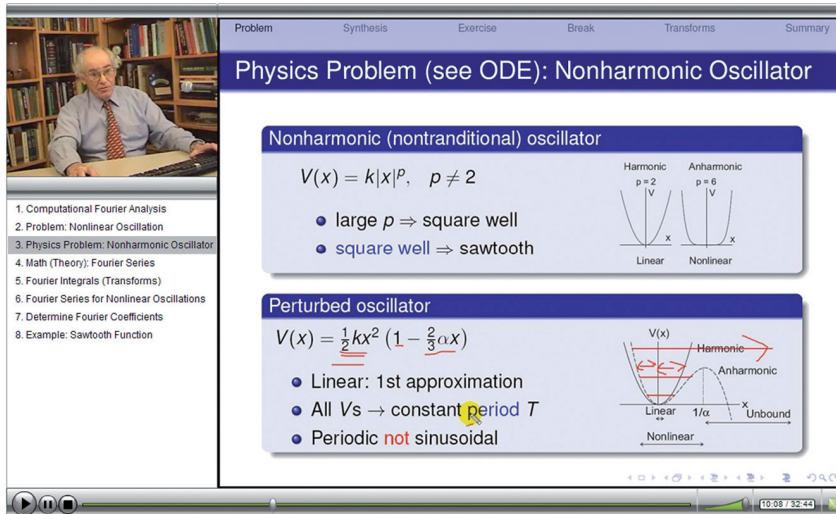 Problem Synthesis Exercise Break Transforms Summary
Physics Problem (see ODE): Nonharmonic Oscillator
1. Computational Fourier Analysis
2. Problem: Nonlinear Oscillation
3. Physics Problem: Nonharmonic Oscillator
4. Math (Theory): Fourier Series
5. Fourier Integrals (Transforms)
6. Fourier Series for Nonlinear Oscillations
7. Determine Fourier Coefficients
8. Example: Sawtooth Function
Nonharmonic (nontraditional) oscillator
V(x) = k|x|^p, p ≠ 2
large p ⇒ square well
square well ⇒ sawtooth
Harmonic Anharmonic
p = 2 p = 6
V V
x x
Linear Nonlinear
Perturbed oscillator
V(x) = ½kx² (1 − ⅔αx)
Linear: 1st approximation
All Vs → constant period T
Periodic not sinusoidal
V(x)
Harmonic
Anharmonic
Linear 1/α x
Unbound
Nonlinear
10:08 / 32:44